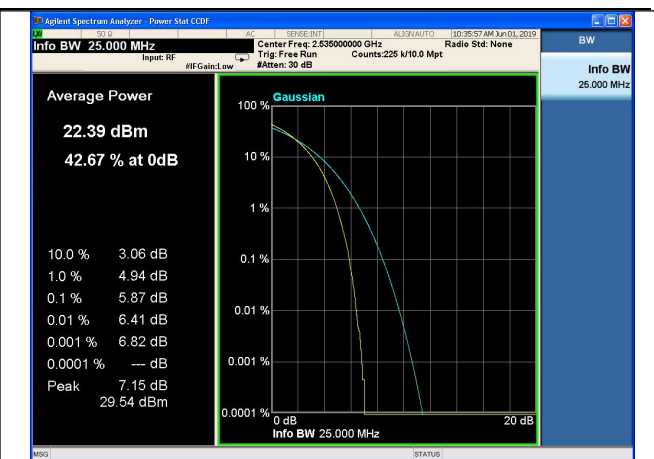 Agilent Spectrum Analyzer - Power Stat CCDF
50 Ω AC SENSE:INT ALIGN AUTO 10:35:57 AM Jun 01, 2019
Info BW 25.000 MHz
Center Freq: 2.535000000 GHz Radio Std: None
Input: RF Trig: Free Run Counts:225 k/10.0 Mpt
#IFGain:Low #Atten: 30 dB
BW
Info BW
25.000 MHz
Average Power
22.39 dBm
42.67 % at 0dB
10.0 % 3.06 dB
1.0 % 4.94 dB
0.1 % 5.87 dB
0.01 % 6.41 dB
0.001 % 6.82 dB
0.0001 % --- dB
Peak 7.15 dB
29.54 dBm
Gaussian
100 %
10 %
1 %
0.1 %
0.01 %
0.001 %
0.0001 %
0 dB 20 dB
Info BW 25.000 MHz
MSG STATUS